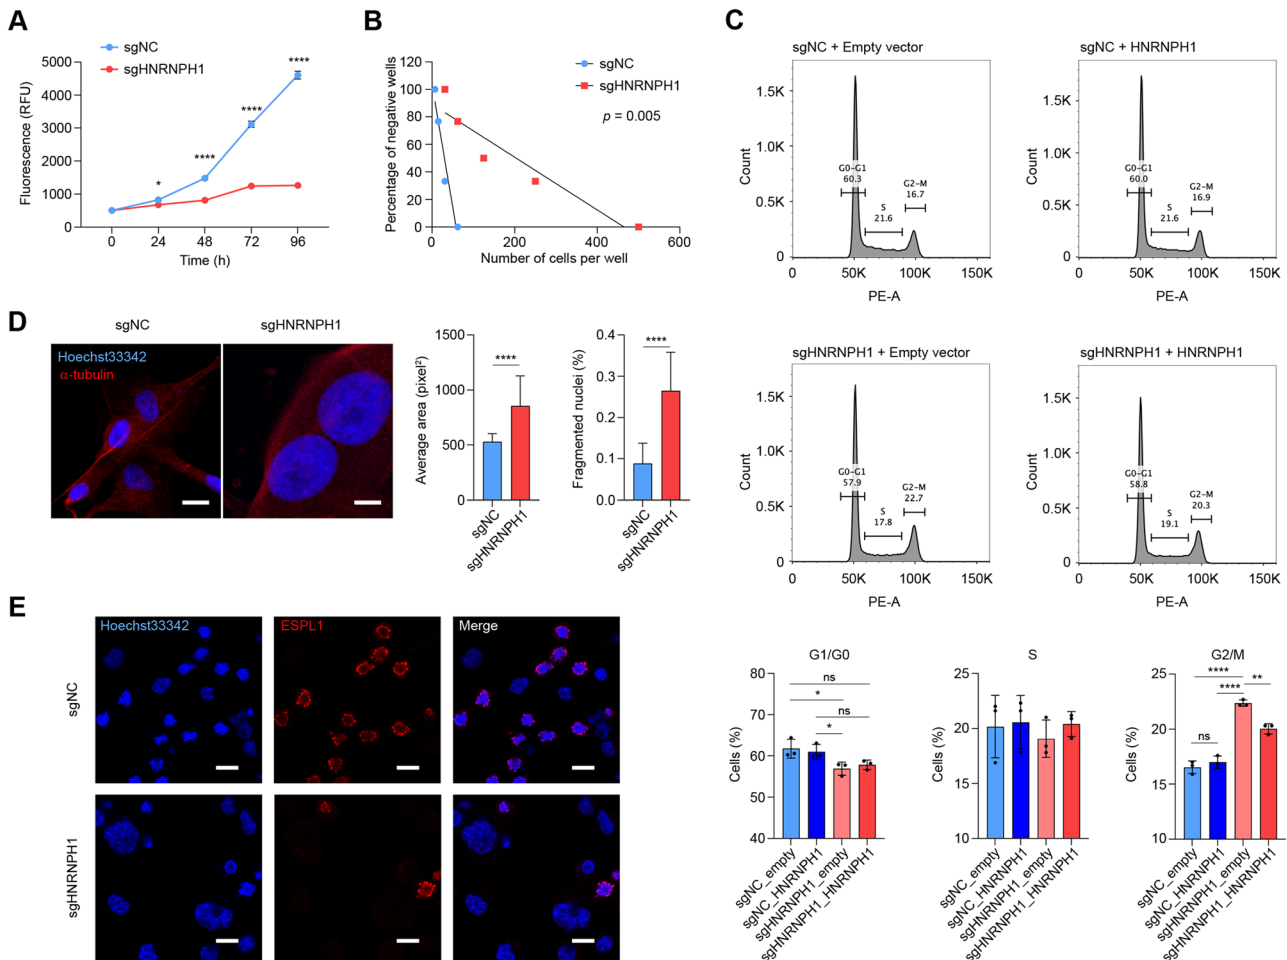 A
sgNC
sgHNRNPH1
5000
4000
3000
2000
1000
0
Fluorescence (RFU)
*
****
****
****
0 24 48 72 96
Time (h)
B
120
100
80
60
40
20
0
Percentage of negative wells
sgNC
sgHNRNPH1
p = 0.005
0 200 400 600
Number of cells per well
C
sgNC + Empty vector
1.5K
1.0K
0.5K
0
Count
G0-G1
60.3
S
21.6
G2-M
16.7
0 50K 100K 150K
PE-A
sgNC + HNRNPH1
1.5K
1.0K
0.5K
0
Count
G0-G1
60.0
S
21.6
G2-M
16.9
0 50K 100K 150K
PE-A
sgHNRNPH1 + Empty vector
1.5K
1.0K
0.5K
0
Count
G0-G1
57.9
S
17.8
G2-M
22.7
0 50K 100K 150K
PE-A
sgHNRNPH1 + HNRNPH1
1.5K
1.0K
0.5K
0
Count
G0-G1
58.8
S
19.1
G2-M
20.3
0 50K 100K 150K
PE-A
G1/G0
80
70
60
50
40
Cells (%)
ns
*
ns
*
sgNC_empty
sgNC_HNRNPH1
sgHNRNPH1_empty
sgHNRNPH1_HNRNPH1
S
25
20
15
10
Cells (%)
sgNC_empty
sgNC_HNRNPH1
sgHNRNPH1_empty
sgHNRNPH1_HNRNPH1
G2/M
25
20
15
10
Cells (%)
****
**
****
ns
sgNC_empty
sgNC_HNRNPH1
sgHNRNPH1_empty
sgHNRNPH1_HNRNPH1
D
sgNC
sgHNRNPH1
Hoechst33342
α-tubulin
1500
1000
500
0
Average area (pixel²)
****
sgNC
sgHNRNPH1
0.4
0.3
0.2
0.1
0.0
Fragmented nuclei (%)
****
sgNC
sgHNRNPH1
E
Hoechst33342
ESPL1
Merge
sgNC
sgHNRNPH1